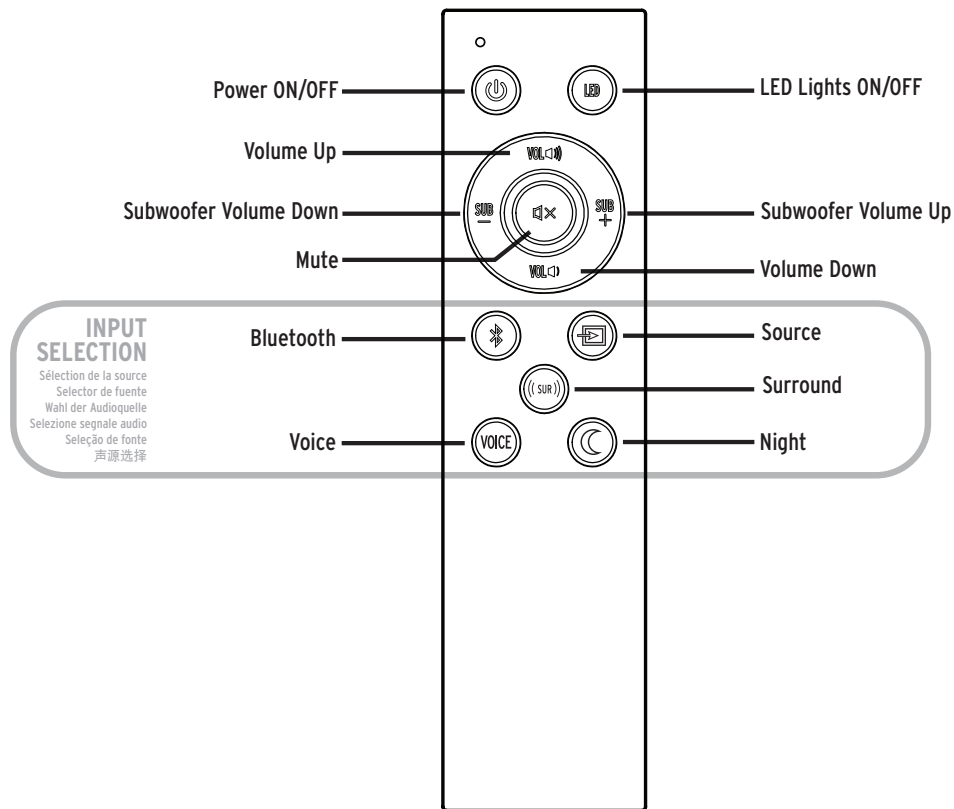 Power ON/OFF
LED
LED Lights ON/OFF
Volume Up
VOL
Subwoofer Volume Down
SUB
−
SUB
+
Subwoofer Volume Up
Mute
VOL
Volume Down
INPUT
SELECTION
Sélection de la source
Selector de fuente
Wahl der Audioquelle
Selezione segnale audio
Seleção de fonte
声源选择
Bluetooth
Source
SUR
Surround
Voice
VOICE
Night